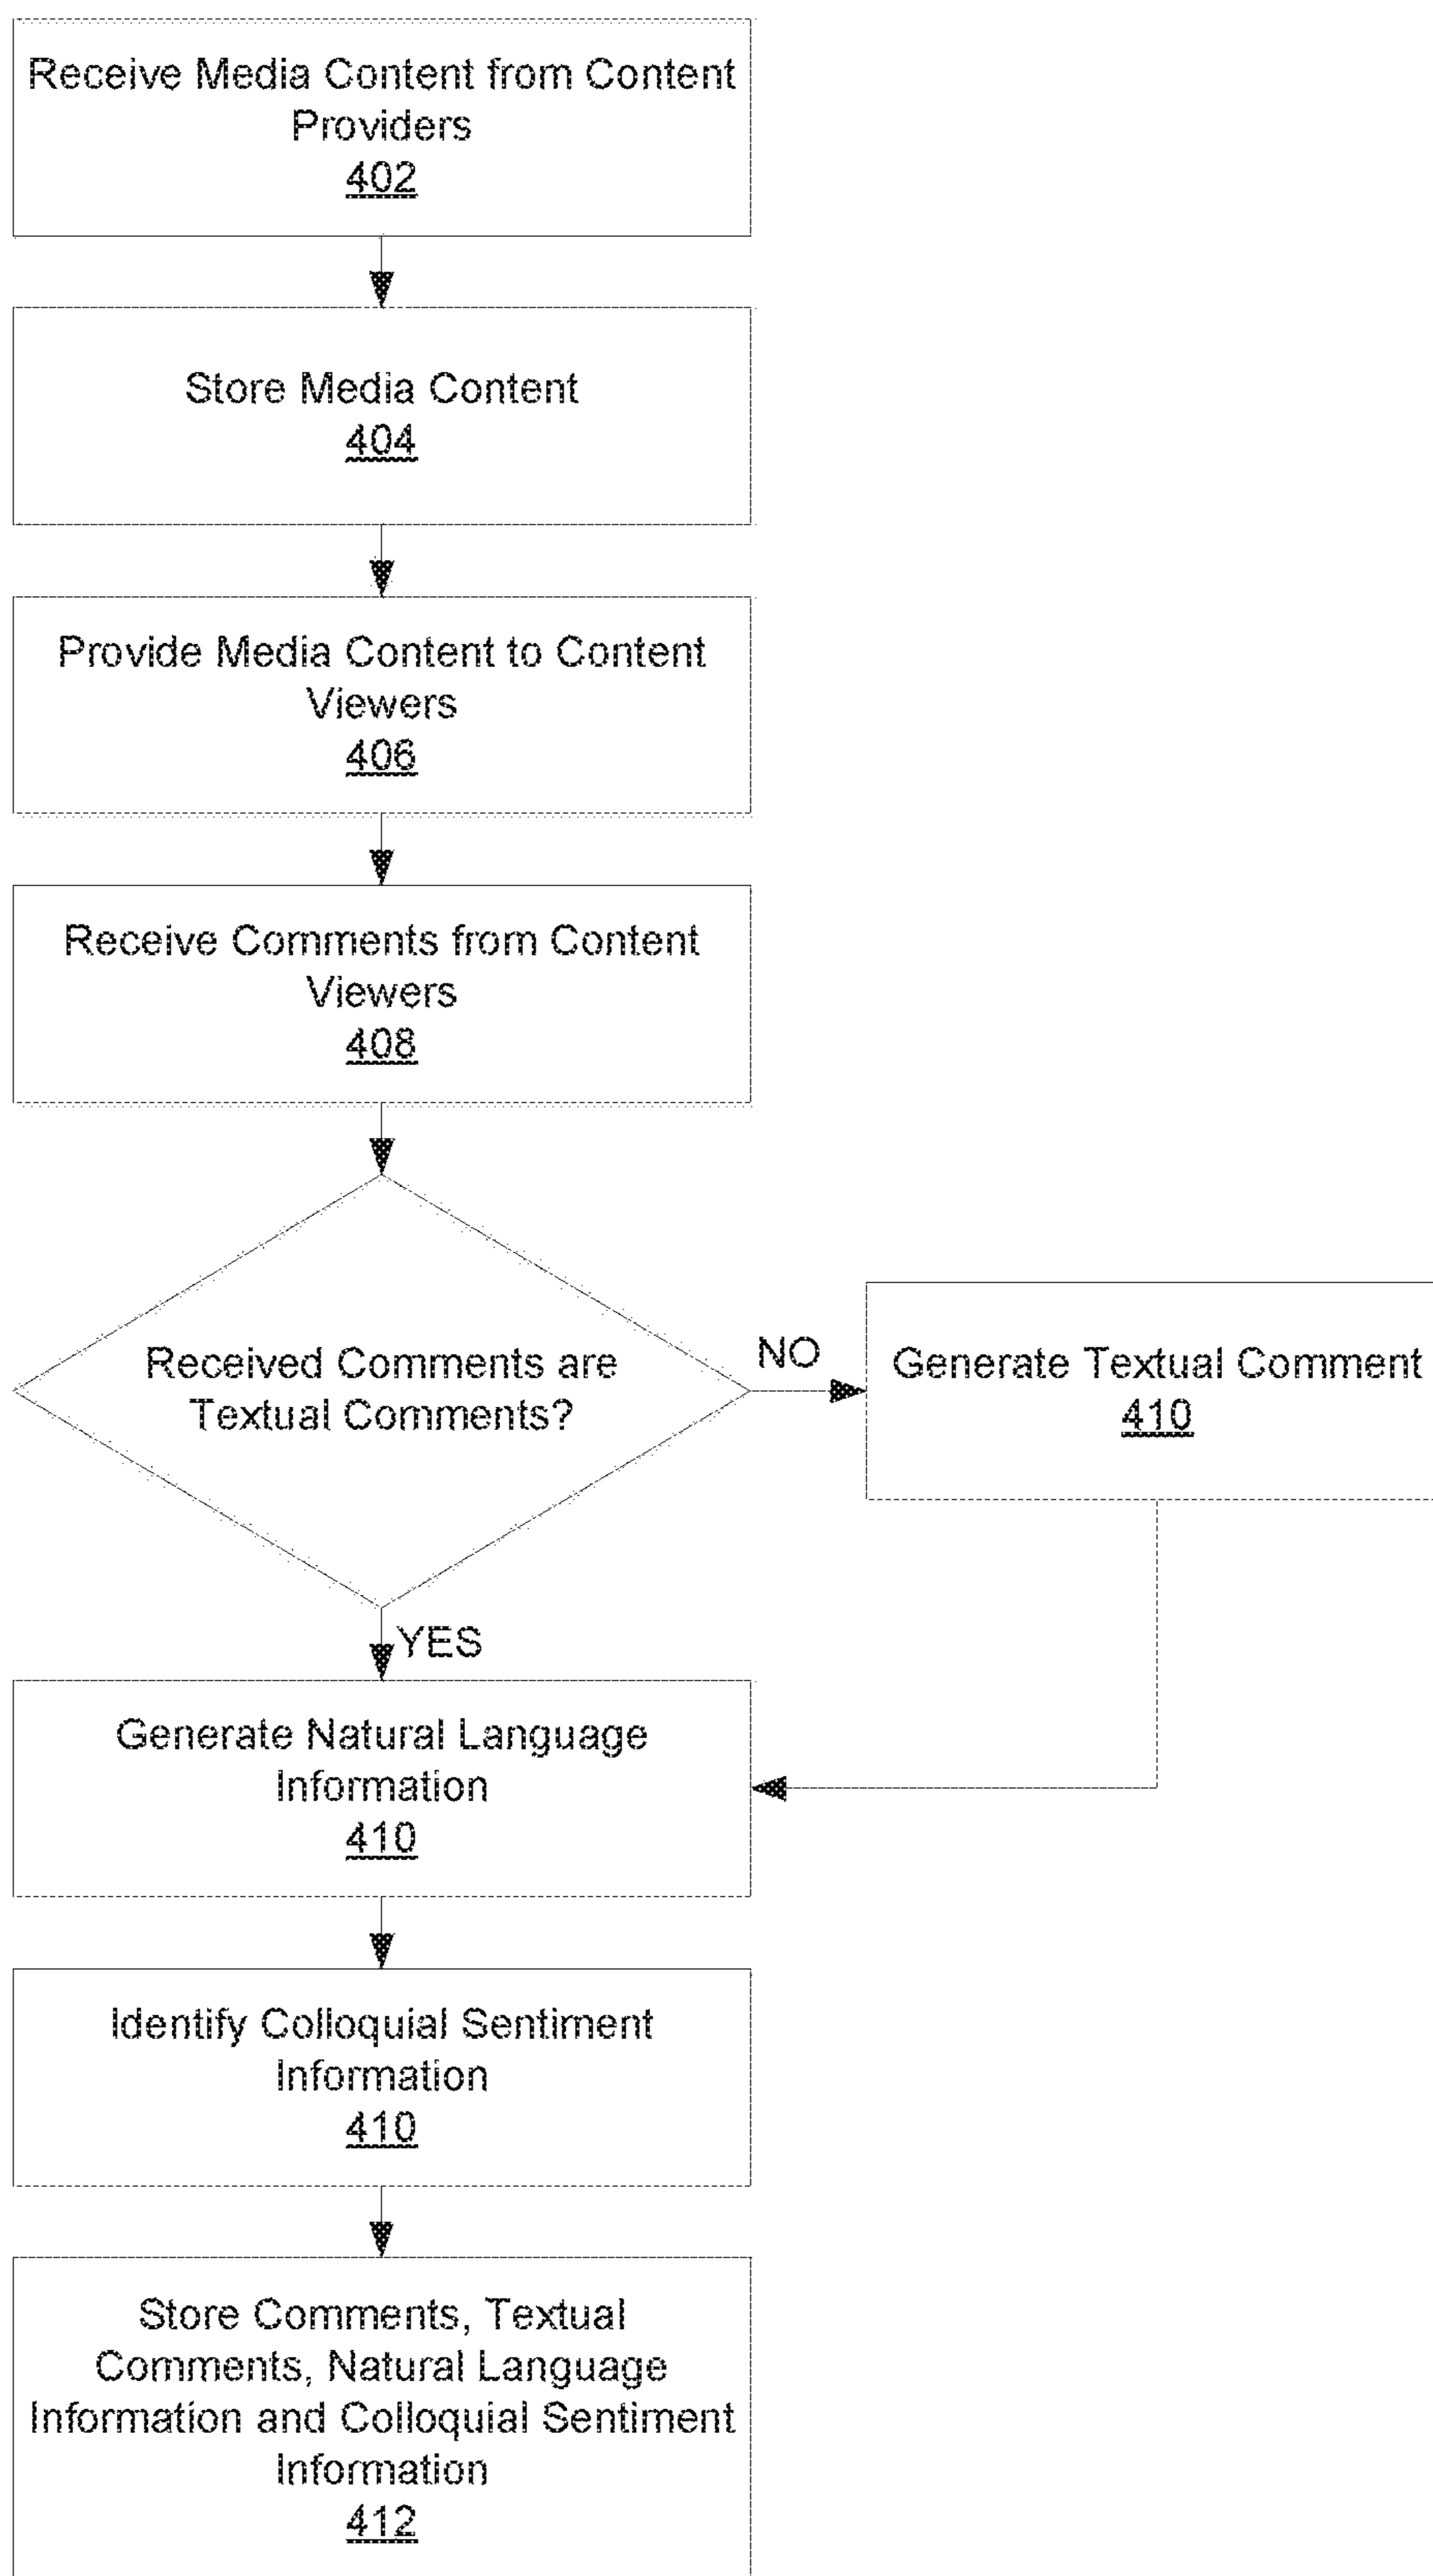 Receive Media Content from Content
Providers
402
Store Media Content
404
Provide Media Content to Content
Viewers
406
Receive Comments from Content
Viewers
408
Received Comments are
Textual Comments?
NO
Generate Textual Comment
410
YES
Generate Natural Language
Information
410
Identify Colloquial Sentiment
Information
410
Store Comments, Textual
Comments, Natural Language
Information and Colloquial Sentiment
Information
412